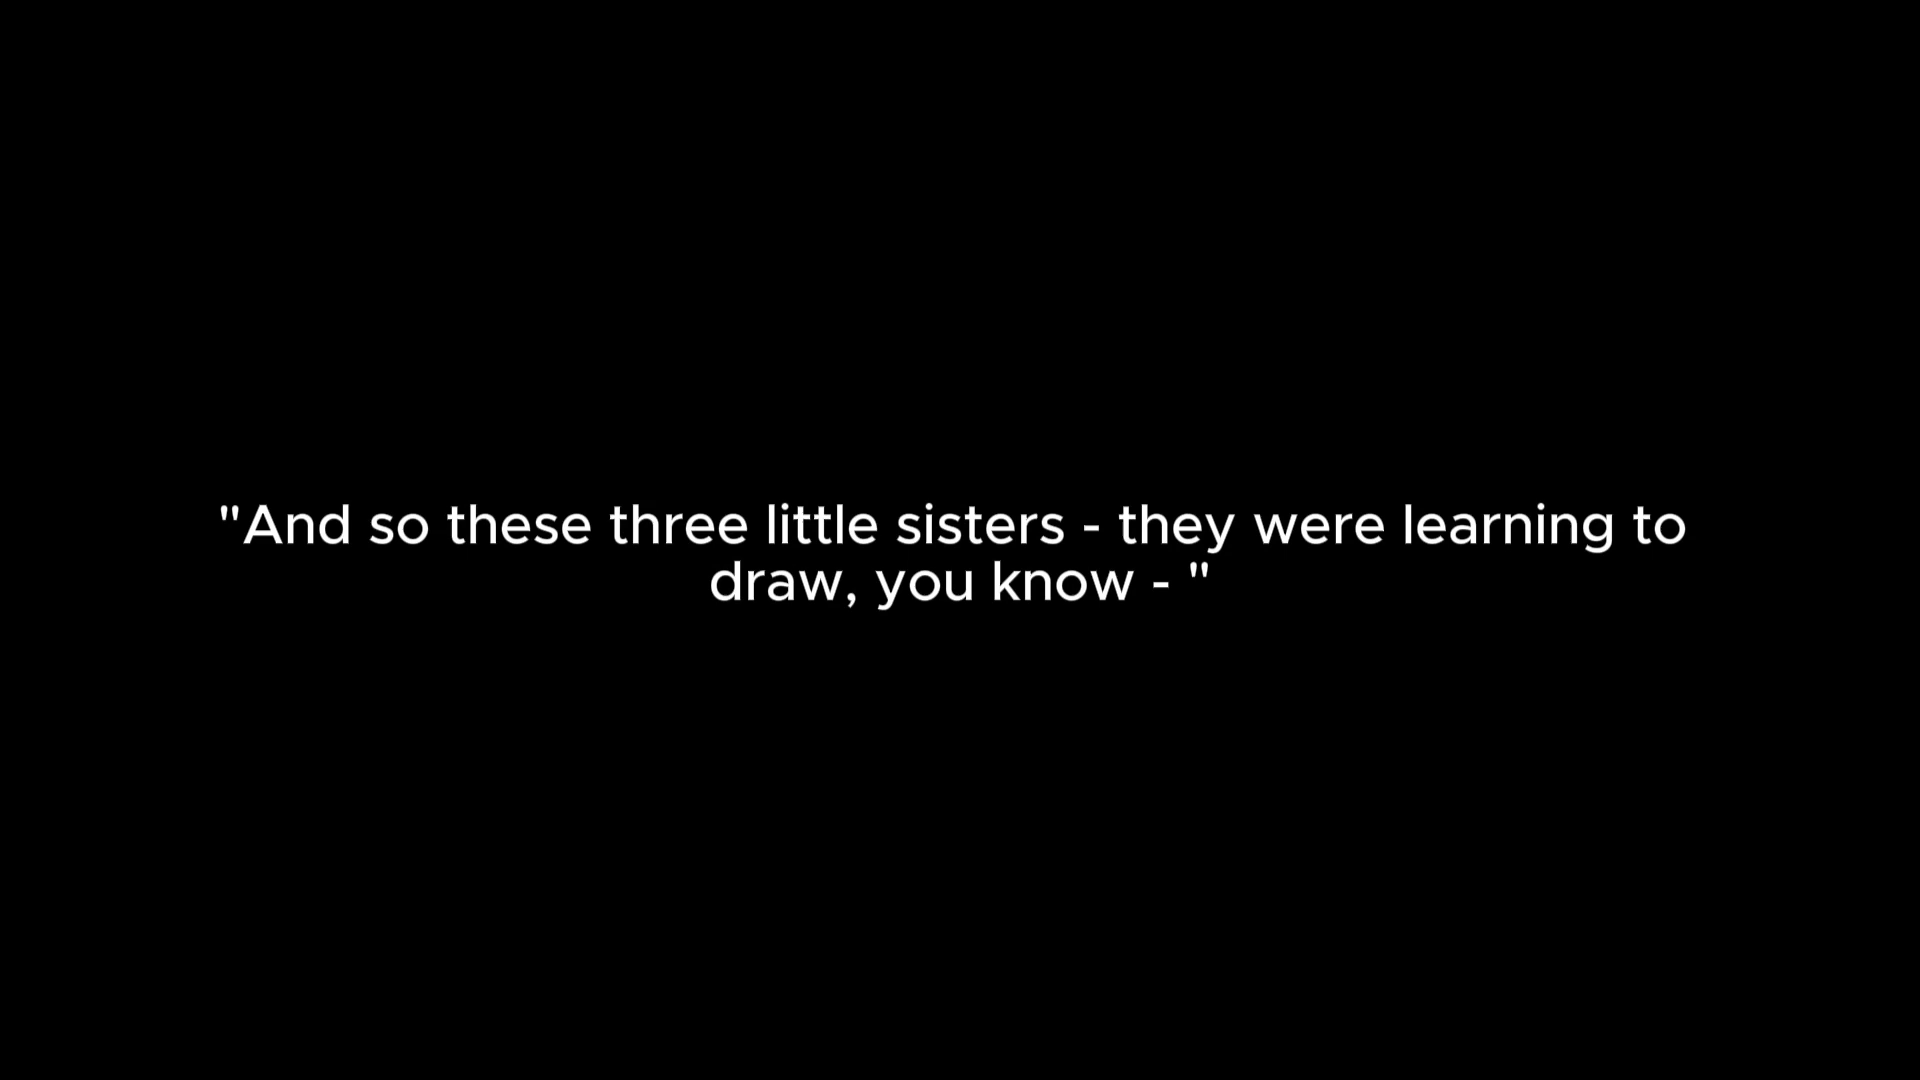 "And so these three little sisters - they were learning to
draw, you know - "